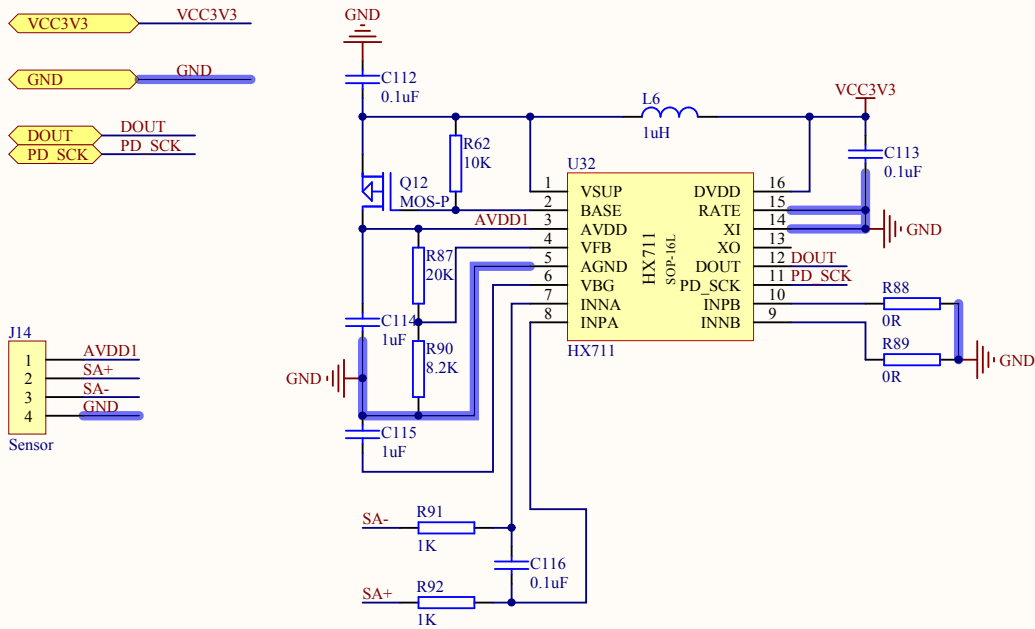 VCC3V3 VCC3V3
GND GND
DOUT DOUT
PD_SCK PD_SCK
GND
C112
0.1uF
R62
10K
L6
1uH
VCC3V3
C113
0.1uF
GND
Q12
MOS-P
AVDD1
U32
1 VSUP DVDD 16
2 BASE RATE 15
3 AVDD XI 14
4 VFB XO 13
5 AGND DOUT 12 DOUT
6 VBG PD_SCK 11 PD_SCK
7 INNA INPB 10
8 INPA INNB 9
HX711
SOP-16L
HX711
R87
20K
C114
1uF
R90
8.2K
GND
C115
1uF
R88
0R
R89
0R
GND
J14
1 AVDD1
2 SA+
3 SA-
4 GND
Sensor
SA- R91
1K
C116
0.1uF
SA+ R92
1K